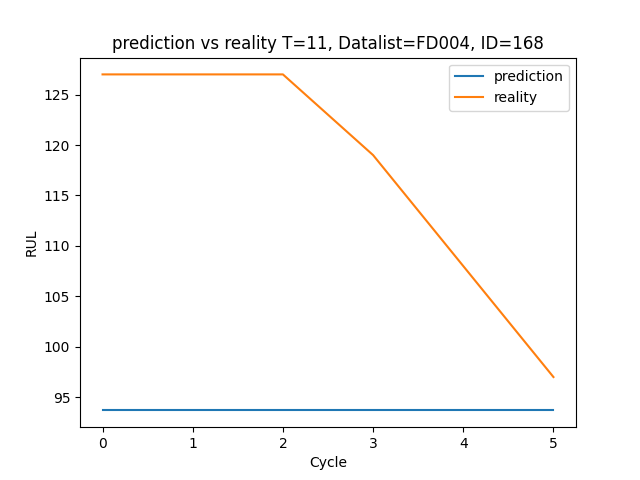 prediction vs reality T=11, Datalist=FD004, ID=168
prediction
reality
125
120
115
110
105
100
95
RUL
0 1 2 3 4 5
Cycle